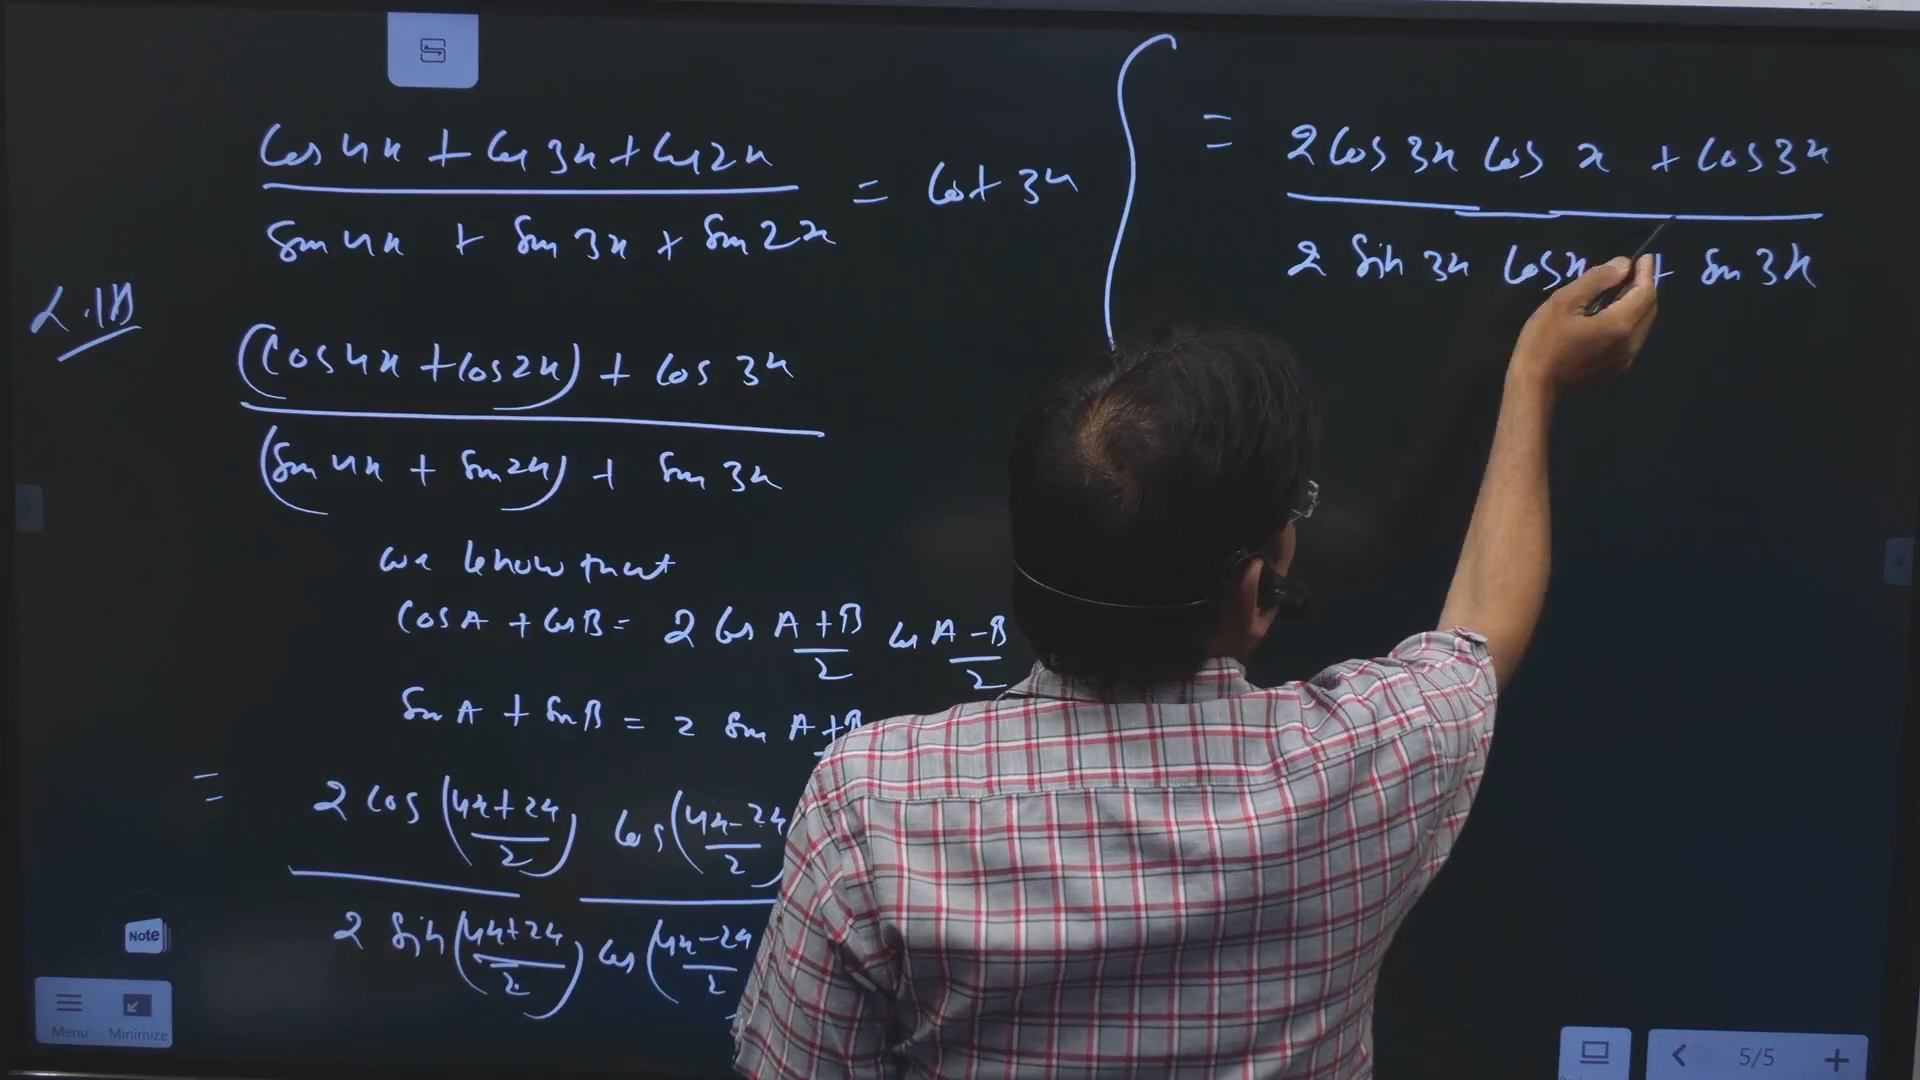 cos 4x + cos 3x + cos 2x
sin 4x + sin 3x + sin 2x
= cot 3x
L.H
(cos 4x + cos 2x) + cos 3x
(sin 4x + sin 2x) + sin 3x
we know that
cos A + cos B = 2 cos A + B / 2 cos A - B / 2
sin A + sin B = 2 sin A + B
= 2 cos (4x + 2x / 2) cos (4x - 2x / 2
2 sin (4x + 2x / 2) cos (4x - 2x / 2
= 2 cos 3x cos x + cos 3x
2 sin 3x cos x + sin 3x
Note
Menu
Minimize
5/5